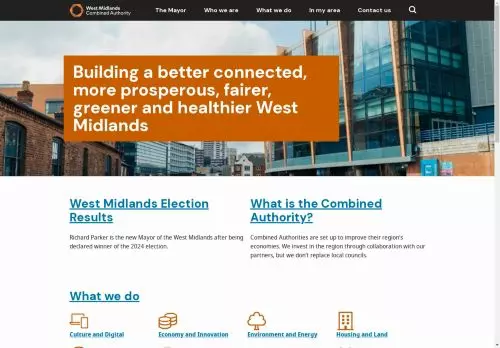 West Midlands
Combined Authority
The Mayor Who we are What we do In my area Contact us
Building a better connected,
more prosperous, fairer,
greener and healthier West
Midlands
West Midlands Election
Results
Richard Parker is the new Mayor of the West Midlands after being
declared winner of the 2024 election.
What is the Combined
Authority?
Combined Authorities are set up to improve their region's
economies. We invest in the region through collaboration with our
partners, but we don't replace local councils.
What we do
Culture and Digital
Economy and Innovation
Environment and Energy
Housing and Land